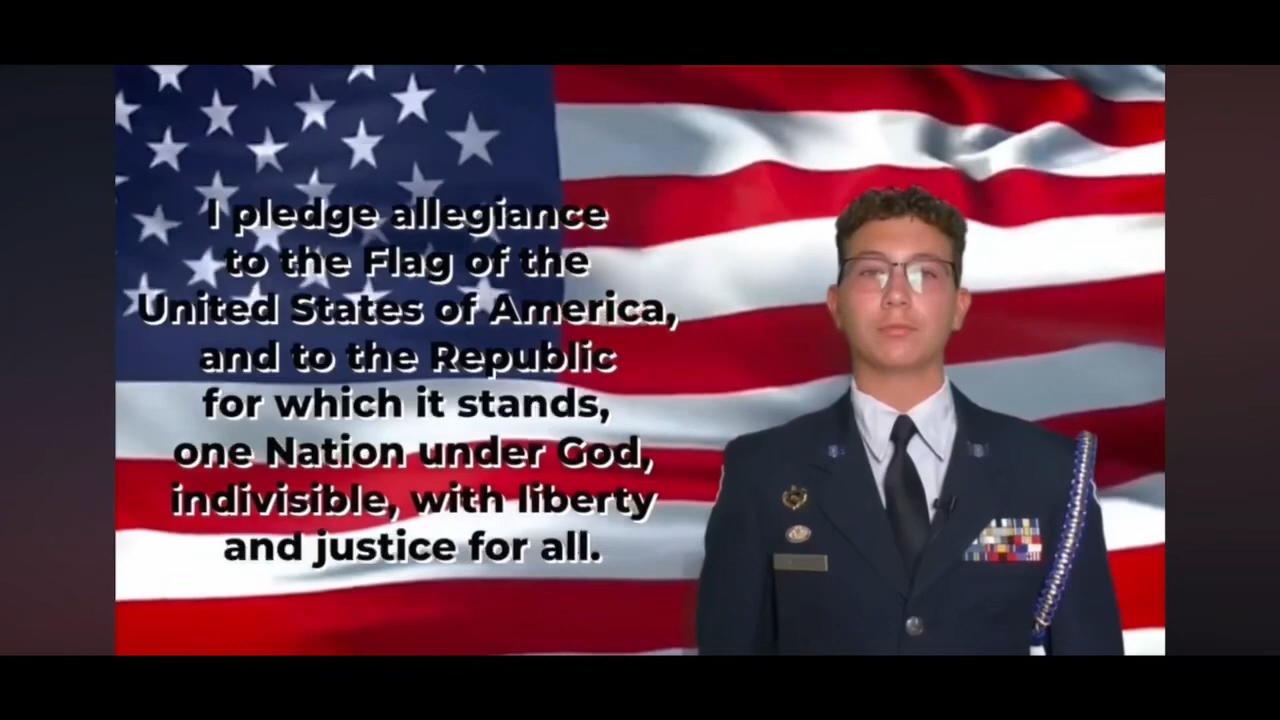 I pledge allegiance
to the Flag of the
United States of America,
and to the Republic
for which it stands,
one Nation under God,
indivisible, with liberty
and justice for all.